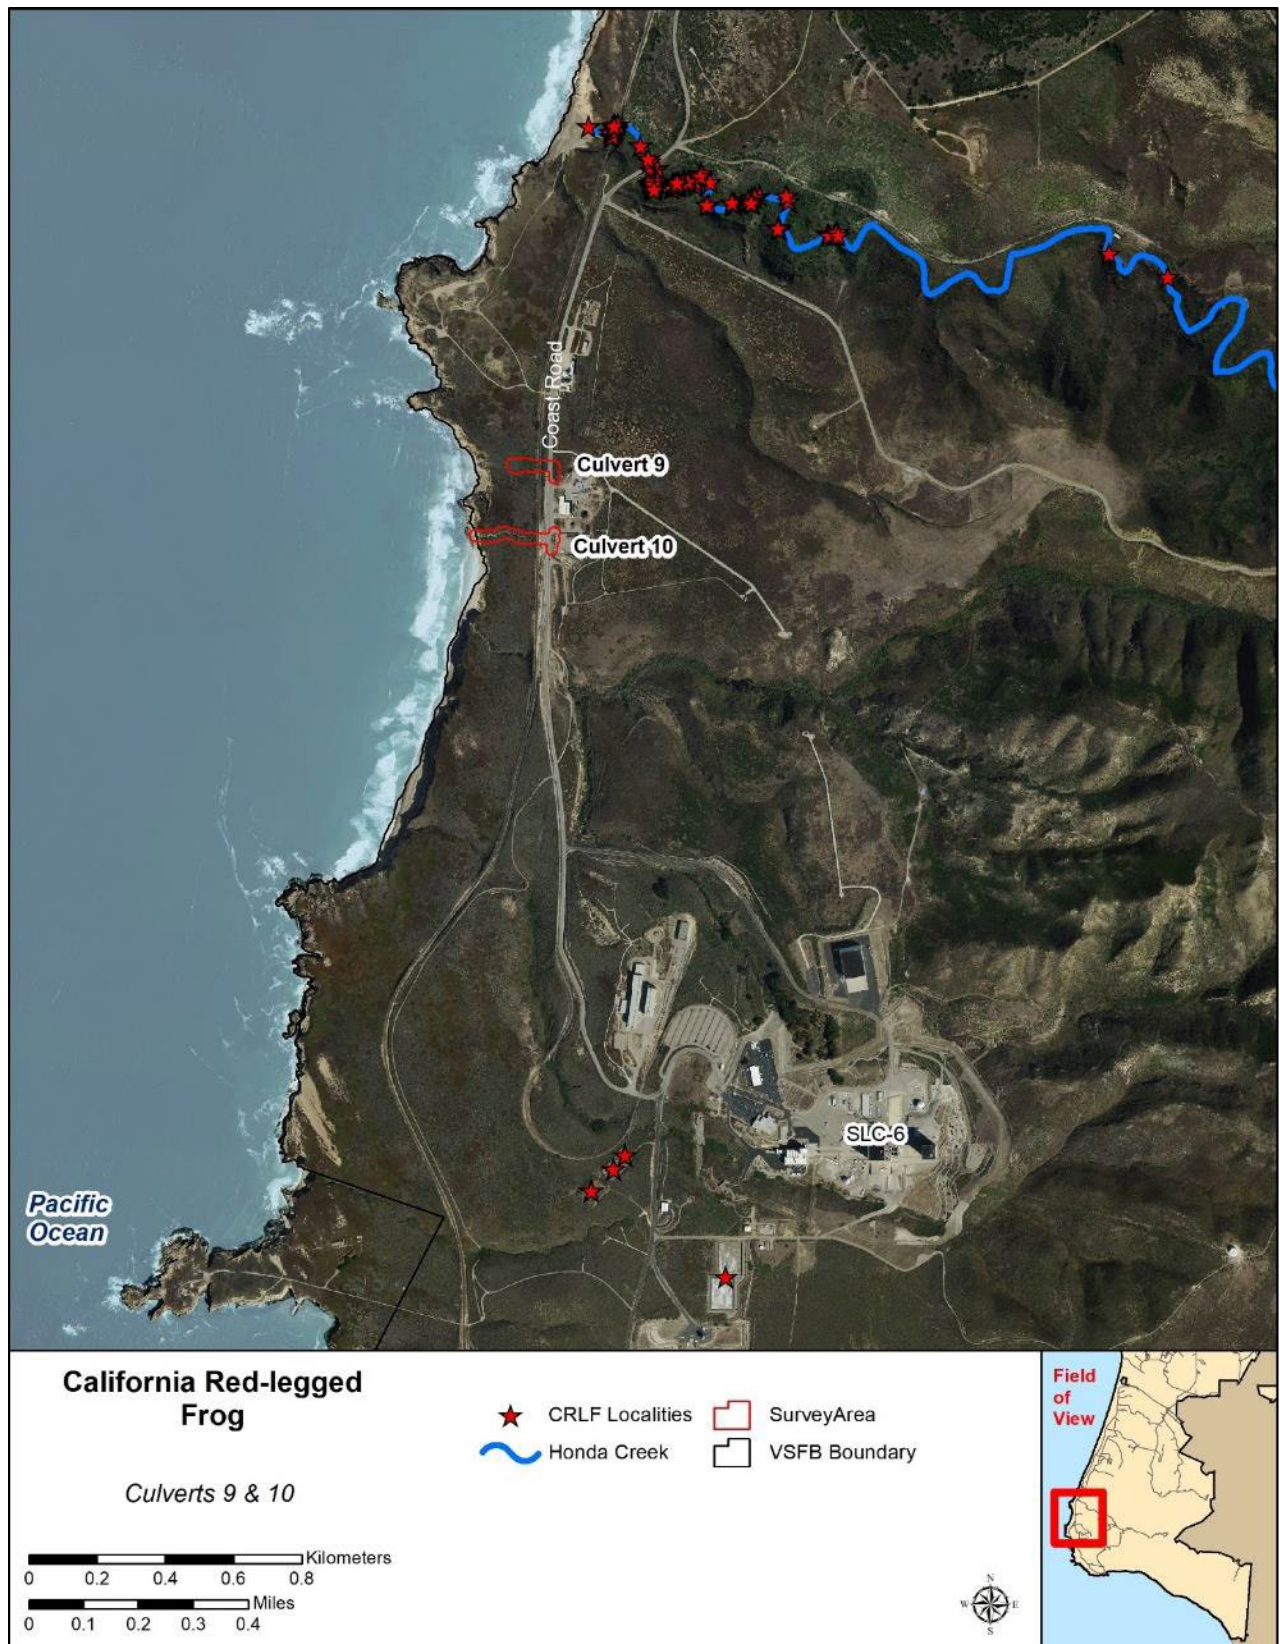 Coast Road
Culvert 9
Culvert 10
SLC-6
Pacific
Ocean
California Red-legged
Frog
Culverts 9 & 10
CRLF Localities
SurveyArea
Honda Creek
VSFB Boundary
Kilometers
0 0.2 0.4 0.6 0.8
Miles
0 0.1 0.2 0.3 0.4
N
W E
S
Field
of
View